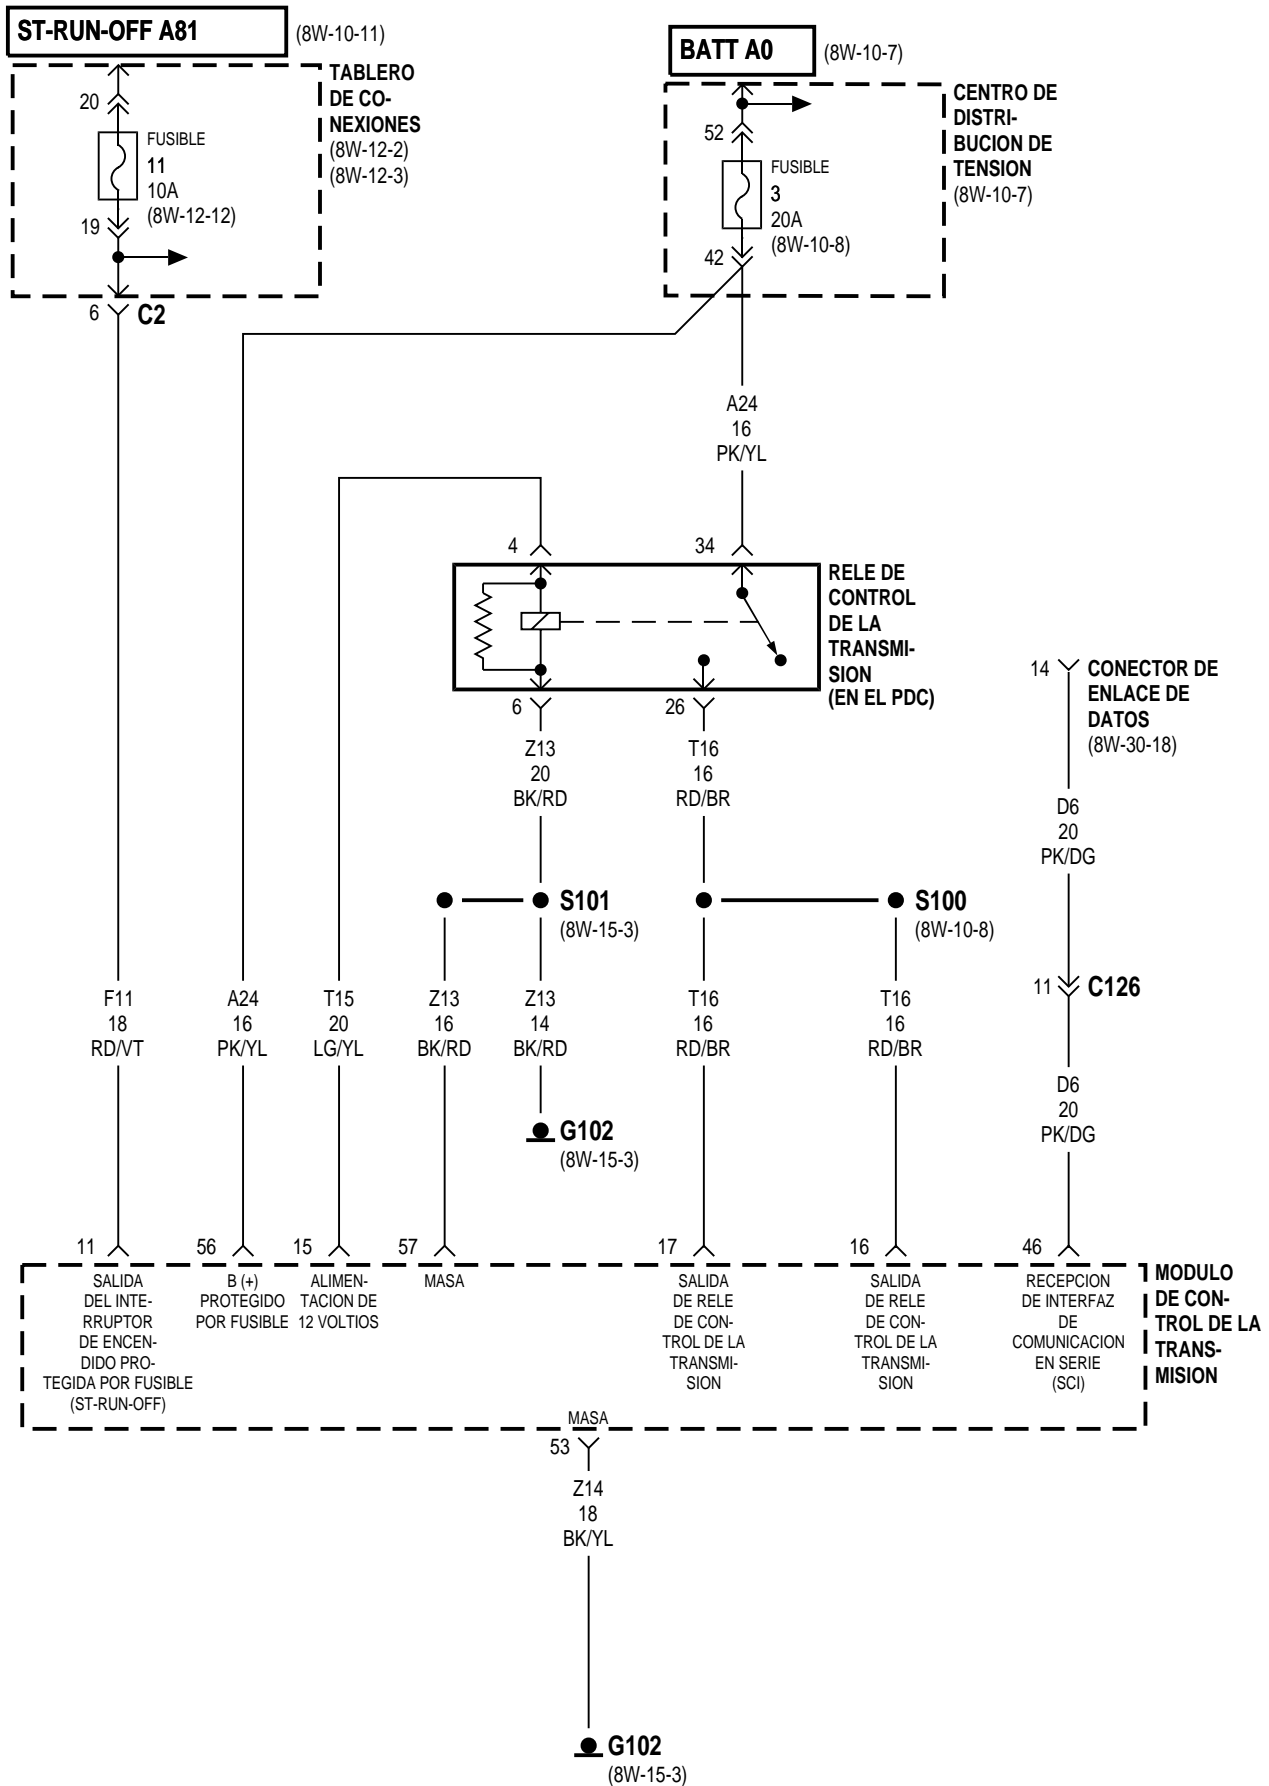 ST-RUN-OFF A81
(8W-10-11)
BATT A0
(8W-10-7)
TABLERO
DE CO-
NEXIONES
(8W-12-2)
(8W-12-3)
20
FUSIBLE
11
10A
(8W-12-12)
19
6
C2
CENTRO DE
DISTRI-
BUCION DE
TENSION
(8W-10-7)
52
FUSIBLE
3
20A
(8W-10-8)
42
A24
16
PK/YL
4
34
RELE DE
CONTROL
DE LA
TRANSMI-
SION
(EN EL PDC)
6
26
Z13
20
BK/RD
T16
16
RD/BR
14
CONECTOR DE
ENLACE DE
DATOS
(8W-30-18)
D6
20
PK/DG
S101
(8W-15-3)
S100
(8W-10-8)
11
C126
F11
18
RD/VT
A24
16
PK/YL
T15
20
LG/YL
Z13
16
BK/RD
Z13
14
BK/RD
T16
16
RD/BR
T16
16
RD/BR
D6
20
PK/DG
G102
(8W-15-3)
11
56
15
57
17
16
46
SALIDA
DEL INTE-
RRUPTOR
DE ENCEN-
DIDO PRO-
TEGIDA POR FUSIBLE
(ST-RUN-OFF)
B (+)
PROTEGIDO
POR FUSIBLE
ALIMEN-
TACION DE
12 VOLTIOS
MASA
SALIDA
DE RELE
DE CON-
TROL DE LA
TRANSMI-
SION
SALIDA
DE RELE
DE CON-
TROL DE LA
TRANSMI-
SION
RECEPCION
DE INTERFAZ
DE
COMUNICACION
EN SERIE
(SCI)
MODULO
DE CON-
TROL DE LA
TRANS-
MISION
MASA
53
Z14
18
BK/YL
G102
(8W-15-3)